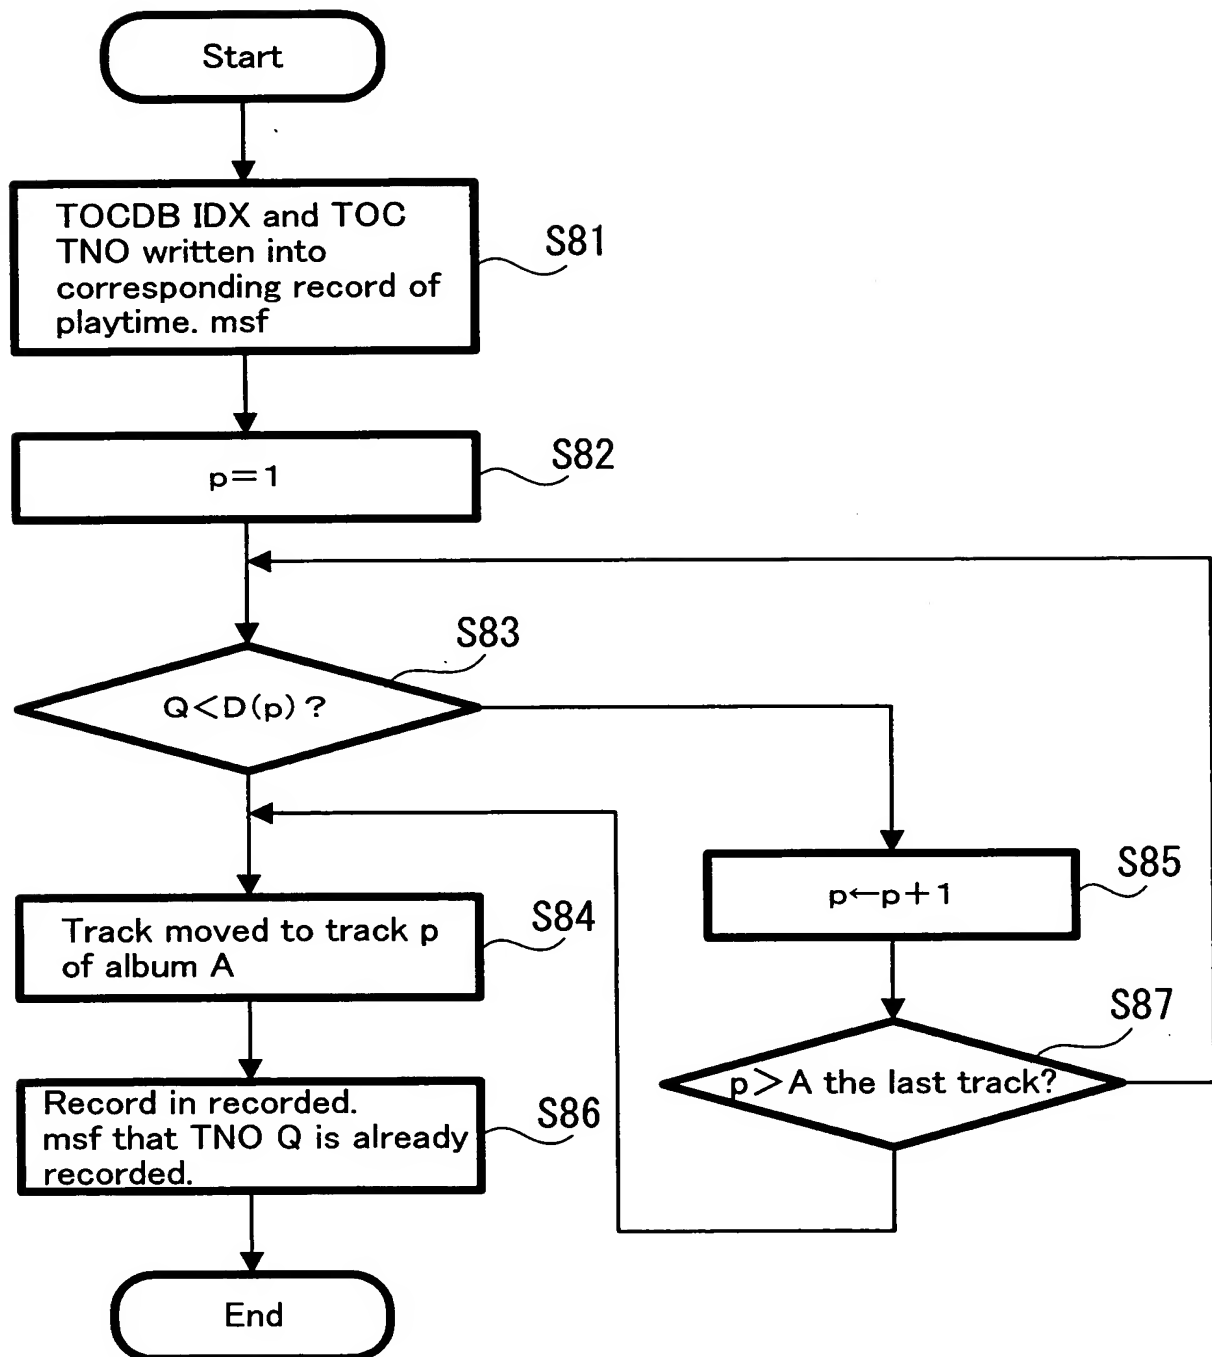 Start
TOCDB IDX and TOC
TNO written into
corresponding record of
playtime. msf
S81
p=1
S82
Q<D(p)?
S83
p←p+1
S85
Track moved to track p
of album A
S84
p>A the last track?
S87
Record in recorded.
msf that TNO Q is already
recorded.
S86
End